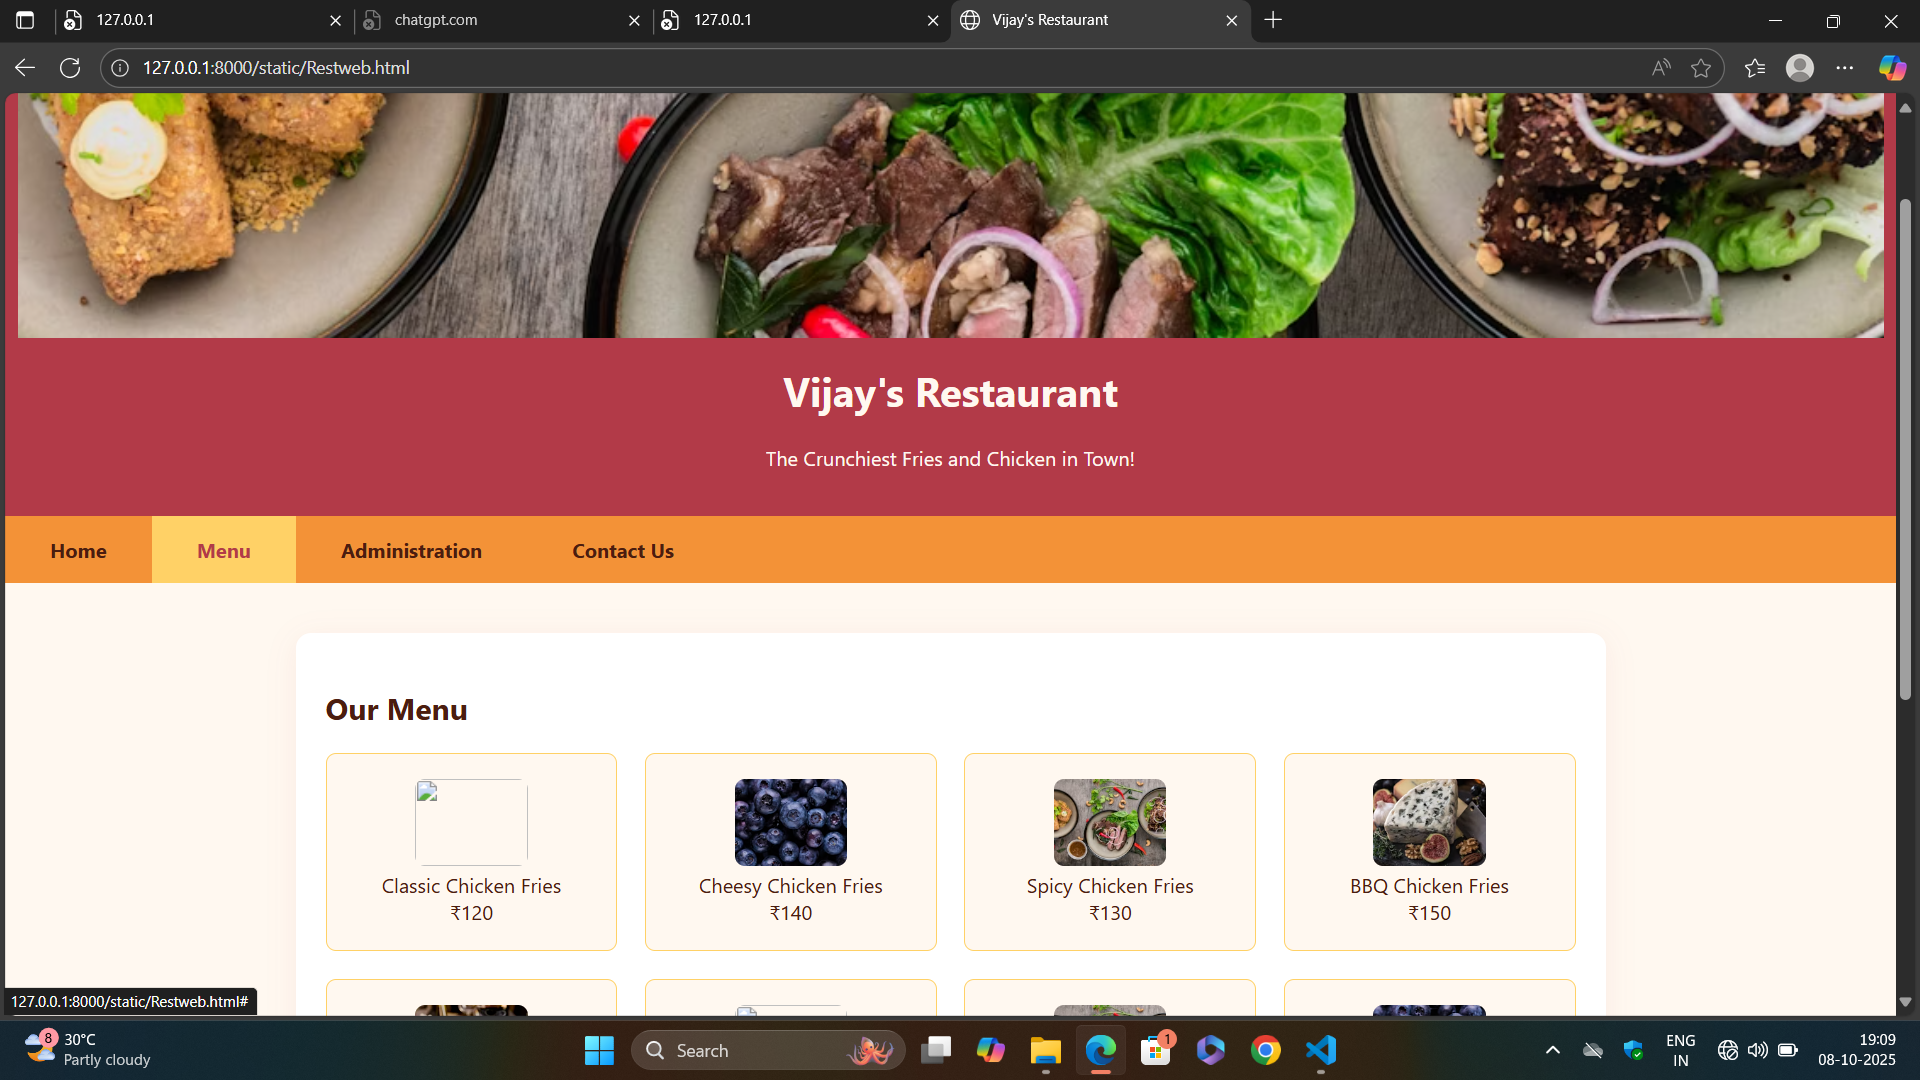 127.0.0.1
chatgpt.com
127.0.0.1
Vijay's Restaurant
127.0.0.1:8000/static/Restweb.html
Vijay's Restaurant
The Crunchiest Fries and Chicken in Town!
Home
Menu
Administration
Contact Us
Our Menu
Classic Chicken Fries
₹120
Cheesy Chicken Fries
₹140
Spicy Chicken Fries
₹130
BBQ Chicken Fries
₹150
127.0.0.1:8000/static/Restweb.html#
8
30°C
Partly cloudy
Search
1
ENG
IN
19:09
08-10-2025